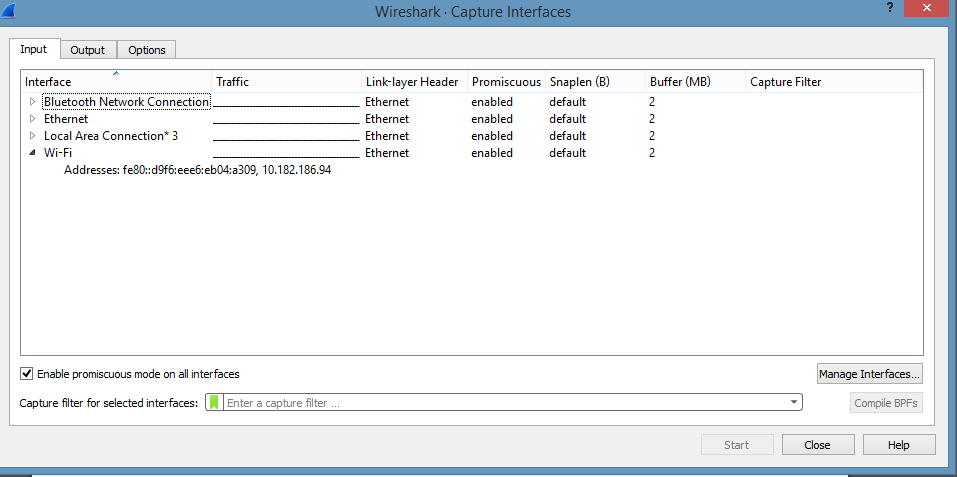 Wireshark · Capture Interfaces ?
Input Output Options
Interface Traffic Link-layer Header Promiscuous Snaplen (B) Buffer (MB) Capture Filter
Bluetooth Network Connection Ethernet enabled default 2
Ethernet Ethernet enabled default 2
Local Area Connection* 3 Ethernet enabled default 2
Wi-Fi Ethernet enabled default 2
Addresses: fe80::d9f6:eee6:eb04:a309, 10.182.186.94
Enable promiscuous mode on all interfaces Manage Interfaces...
Capture filter for selected interfaces: Enter a capture filter ... Compile BPFs
Start Close Help